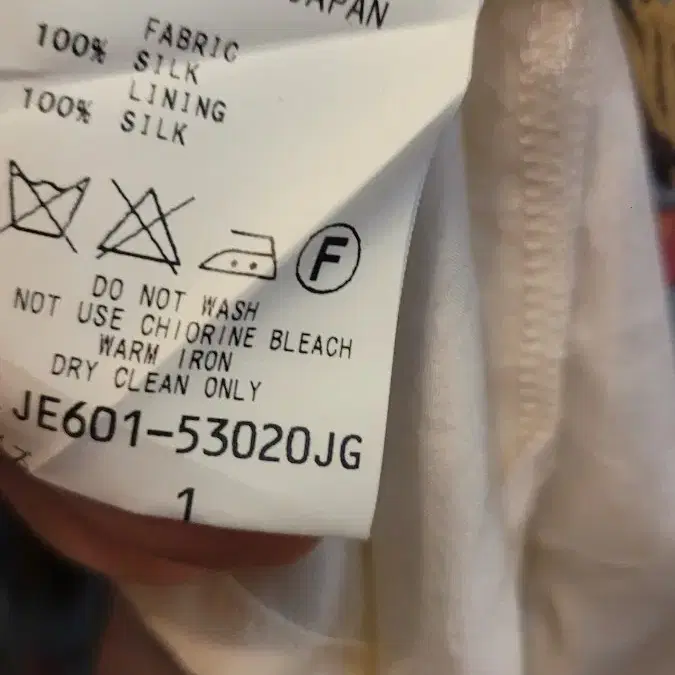 JAPAN
FABRIC
100% SILK
LINING
100% SILK
F
DO NOT WASH
NOT USE CHIORINE BLEACH
WARM IRON
DRY CLEAN ONLY
JE601-53020JG
1